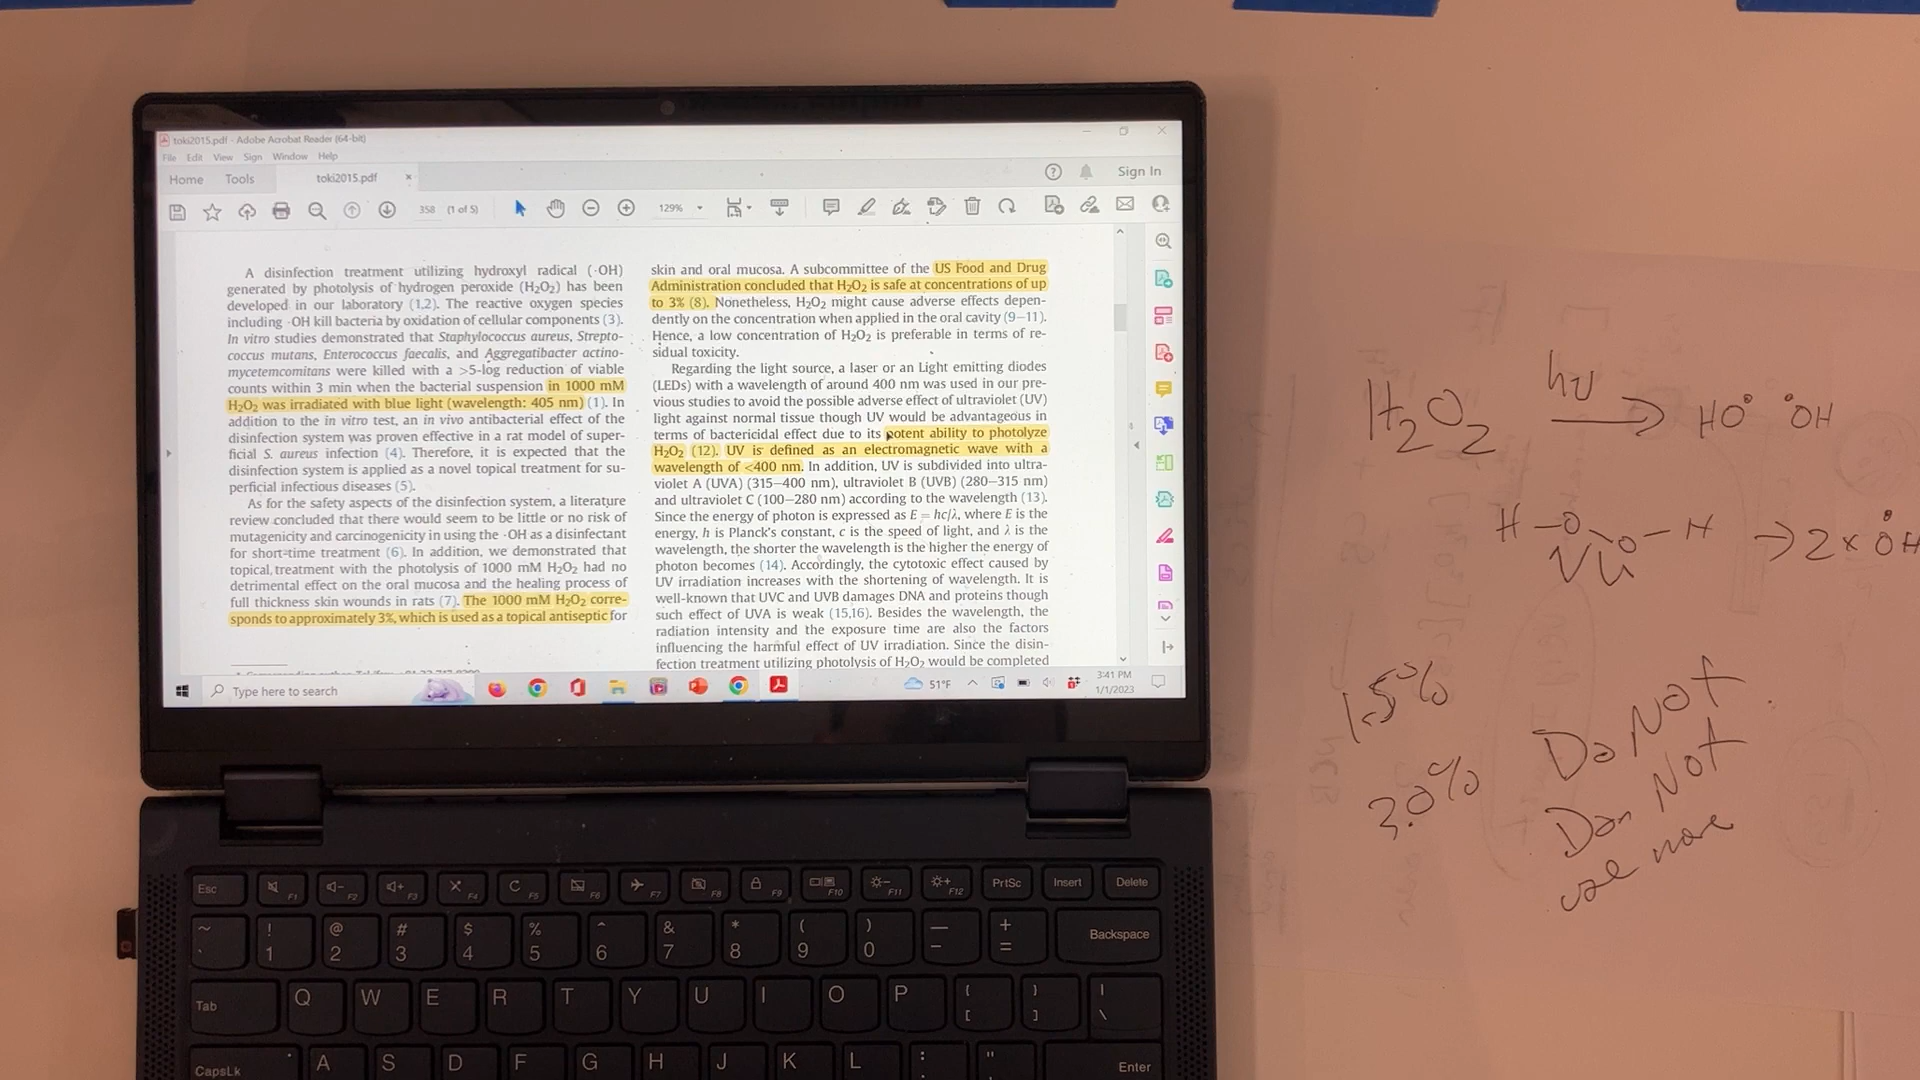 toki2015.pdf - Adobe Acrobat Reader (64-bit)
File Edit View Sign Window Help
Home Tools toki2015.pdf × Sign In
358 (1 of 5) 129%
A disinfection treatment utilizing hydroxyl radical (·OH)
generated by photolysis of hydrogen peroxide (H₂O₂) has been
developed in our laboratory (1,2). The reactive oxygen species
including ·OH kill bacteria by oxidation of cellular components (3).
In vitro studies demonstrated that Staphylococcus aureus, Strepto-
coccus mutans, Enterococcus faecalis, and Aggregatibacter actino-
mycetemcomitans were killed with a >5-log reduction of viable
counts within 3 min when the bacterial suspension in 1000 mM
H₂O₂ was irradiated with blue light (wavelength: 405 nm) (1). In
addition to the in vitro test, an in vivo antibacterial effect of the
disinfection system was proven effective in a rat model of super-
ficial S. aureus infection (4). Therefore, it is expected that the
disinfection system is applied as a novel topical treatment for su-
perficial infectious diseases (5).
As for the safety aspects of the disinfection system, a literature
review concluded that there would seem to be little or no risk of
mutagenicity and carcinogenicity in using the ·OH as a disinfectant
for short-time treatment (6). In addition, we demonstrated that
topical treatment with the photolysis of 1000 mM H₂O₂ had no
detrimental effect on the oral mucosa and the healing process of
full thickness skin wounds in rats (7). The 1000 mM H₂O₂ corre-
sponds to approximately 3%, which is used as a topical antiseptic for
skin and oral mucosa. A subcommittee of the US Food and Drug
Administration concluded that H₂O₂ is safe at concentrations of up
to 3% (8). Nonetheless, H₂O₂ might cause adverse effects depen-
dently on the concentration when applied in the oral cavity (9–11).
Hence, a low concentration of H₂O₂ is preferable in terms of re-
sidual toxicity.
Regarding the light source, a laser or an Light emitting diodes
(LEDs) with a wavelength of around 400 nm was used in our pre-
vious studies to avoid the possible adverse effect of ultraviolet (UV)
light against normal tissue though UV would be advantageous in
terms of bactericidal effect due to its potent ability to photolyze
H₂O₂ (12). UV is defined as an electromagnetic wave with a
wavelength of <400 nm. In addition, UV is subdivided into ultra-
violet A (UVA) (315–400 nm), ultraviolet B (UVB) (280–315 nm)
and ultraviolet C (100–280 nm) according to the wavelength (13).
Since the energy of photon is expressed as E = hc/λ, where E is the
energy, h is Planck's constant, c is the speed of light, and λ is the
wavelength, the shorter the wavelength is the higher the energy of
photon becomes (14). Accordingly, the cytotoxic effect caused by
UV irradiation increases with the shortening of wavelength. It is
well-known that UVC and UVB damages DNA and proteins though
such effect of UVA is weak (15,16). Besides the wavelength, the
radiation intensity and the exposure time are also the factors
influencing the harmful effect of UV irradiation. Since the disin-
fection treatment utilizing photolysis of H₂O₂ would be completed
Type here to search
51°F
3:41 PM
1/1/2023
H₂O₂ hν → HO• •OH
H–O O–H → 2 × •OH
1.5% Do Not
3.0% Do Not
use more
Esc F1 F2 F3 F4 F5 F6 F7 F8 F9 F10 F11 F12 PrtSc Insert Delete
~ ! @ # $ % ^ & * ( ) — +
` 1 2 3 4 5 6 7 8 9 0 - = Backspace
Tab Q W E R T Y U I O P { [ } ] | \
CapsLk A S D F G H J K L : " Enter